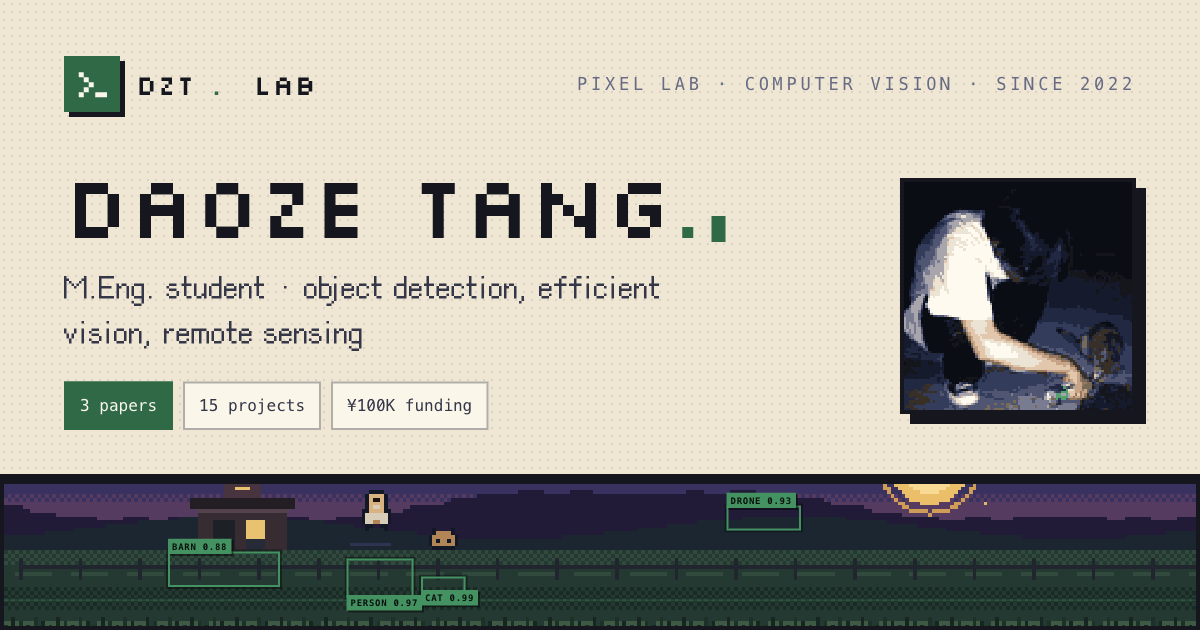 >_ DZT . LAB
PIXEL LAB · COMPUTER VISION · SINCE 2022
DAOZE TANG.
M.Eng. student · object detection, efficient
vision, remote sensing
3 papers
15 projects
¥100K funding
DRONE 0.93
BARN 0.88
PERSON 0.97
CAT 0.99